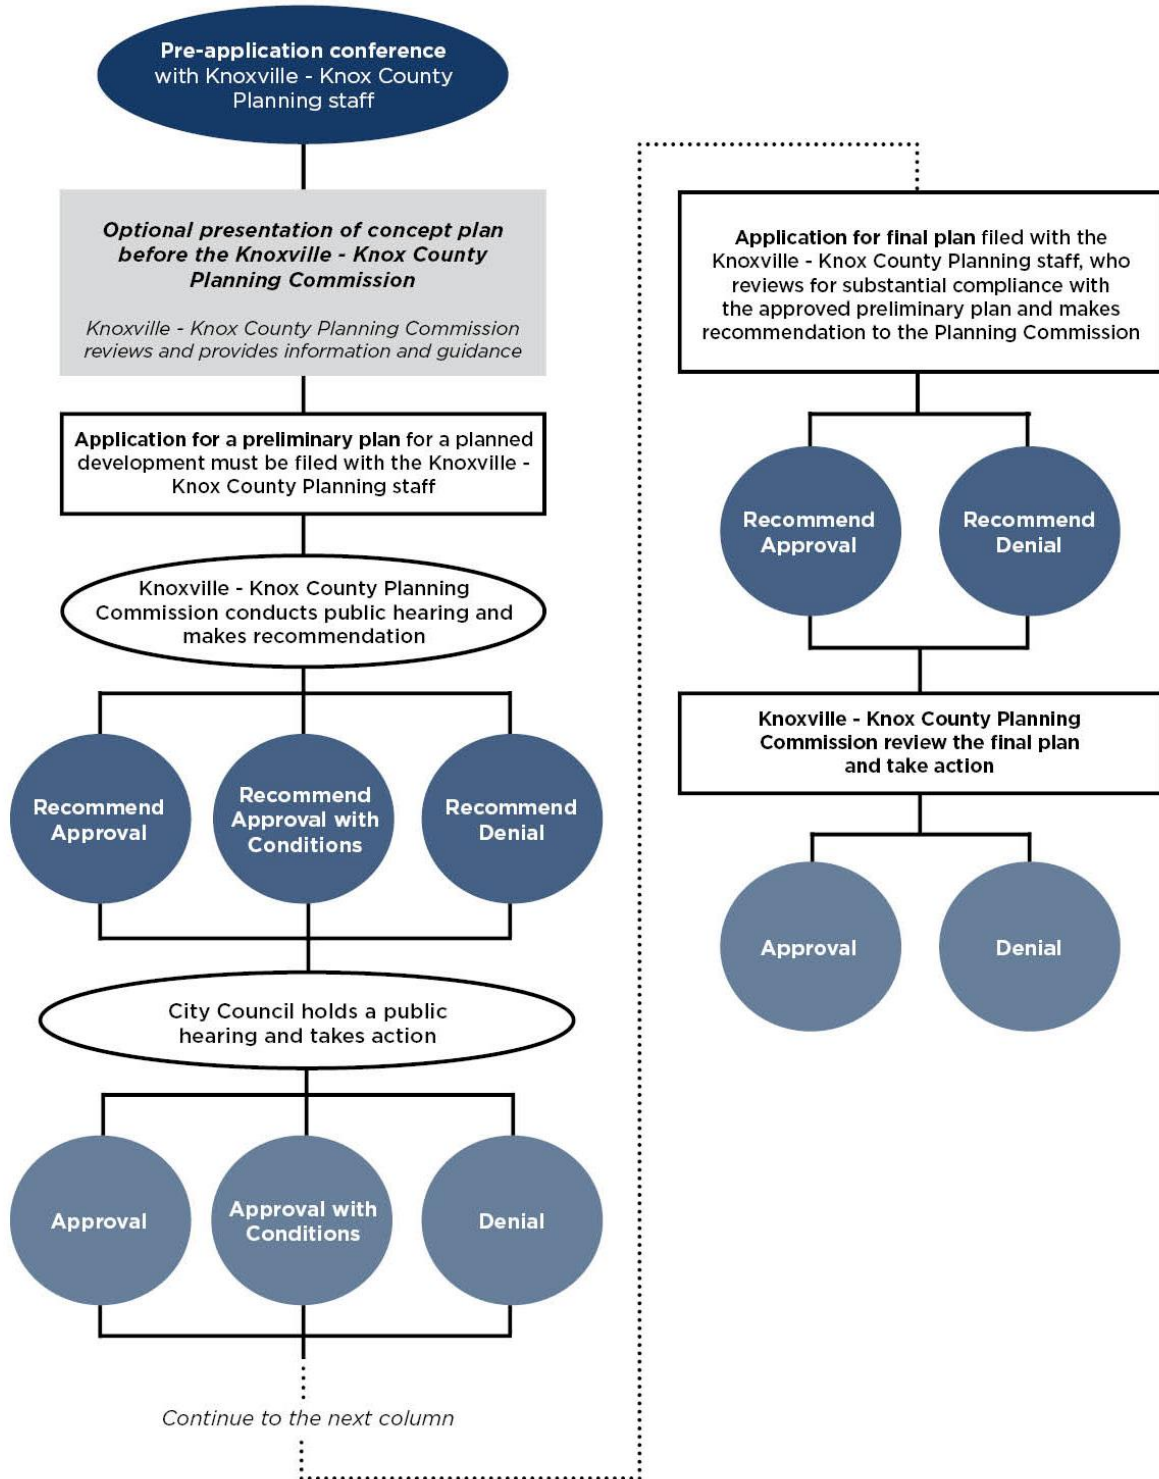 Pre-application conference
with Knoxville - Knox County
Planning staff
Optional presentation of concept plan
before the Knoxville - Knox County
Planning Commission
Knoxville - Knox County Planning Commission
reviews and provides information and guidance
Application for a preliminary plan for a planned
development must be filed with the Knoxville -
Knox County Planning staff
Knoxville - Knox County Planning
Commission conducts public hearing and
makes recommendation
Recommend
Approval
Recommend
Approval with
Conditions
Recommend
Denial
City Council holds a public
hearing and takes action
Approval
Approval with
Conditions
Denial
Continue to the next column
Application for final plan filed with the
Knoxville - Knox County Planning staff, who
reviews for substantial compliance with
the approved preliminary plan and makes
recommendation to the Planning Commission
Recommend
Approval
Recommend
Denial
Knoxville - Knox County Planning
Commission review the final plan
and take action
Approval
Denial